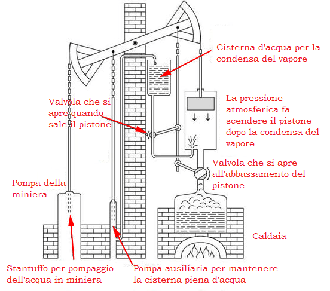 Cisterna d'acqua per la
condensa del vapore
Valvola che si
apre quando
sale il pistone
La pressione
atmosferica fa
scendere il pistone
dopo la condensa del
vapore
Valvola che si apre
all'abbassamento del
pistone
Pompa della
miniera
Caldaia
Stantuffo per pompaggio
dell'acqua in miniera
Pompa ausiliaria per mantenere
la cisterna piena d'acqua